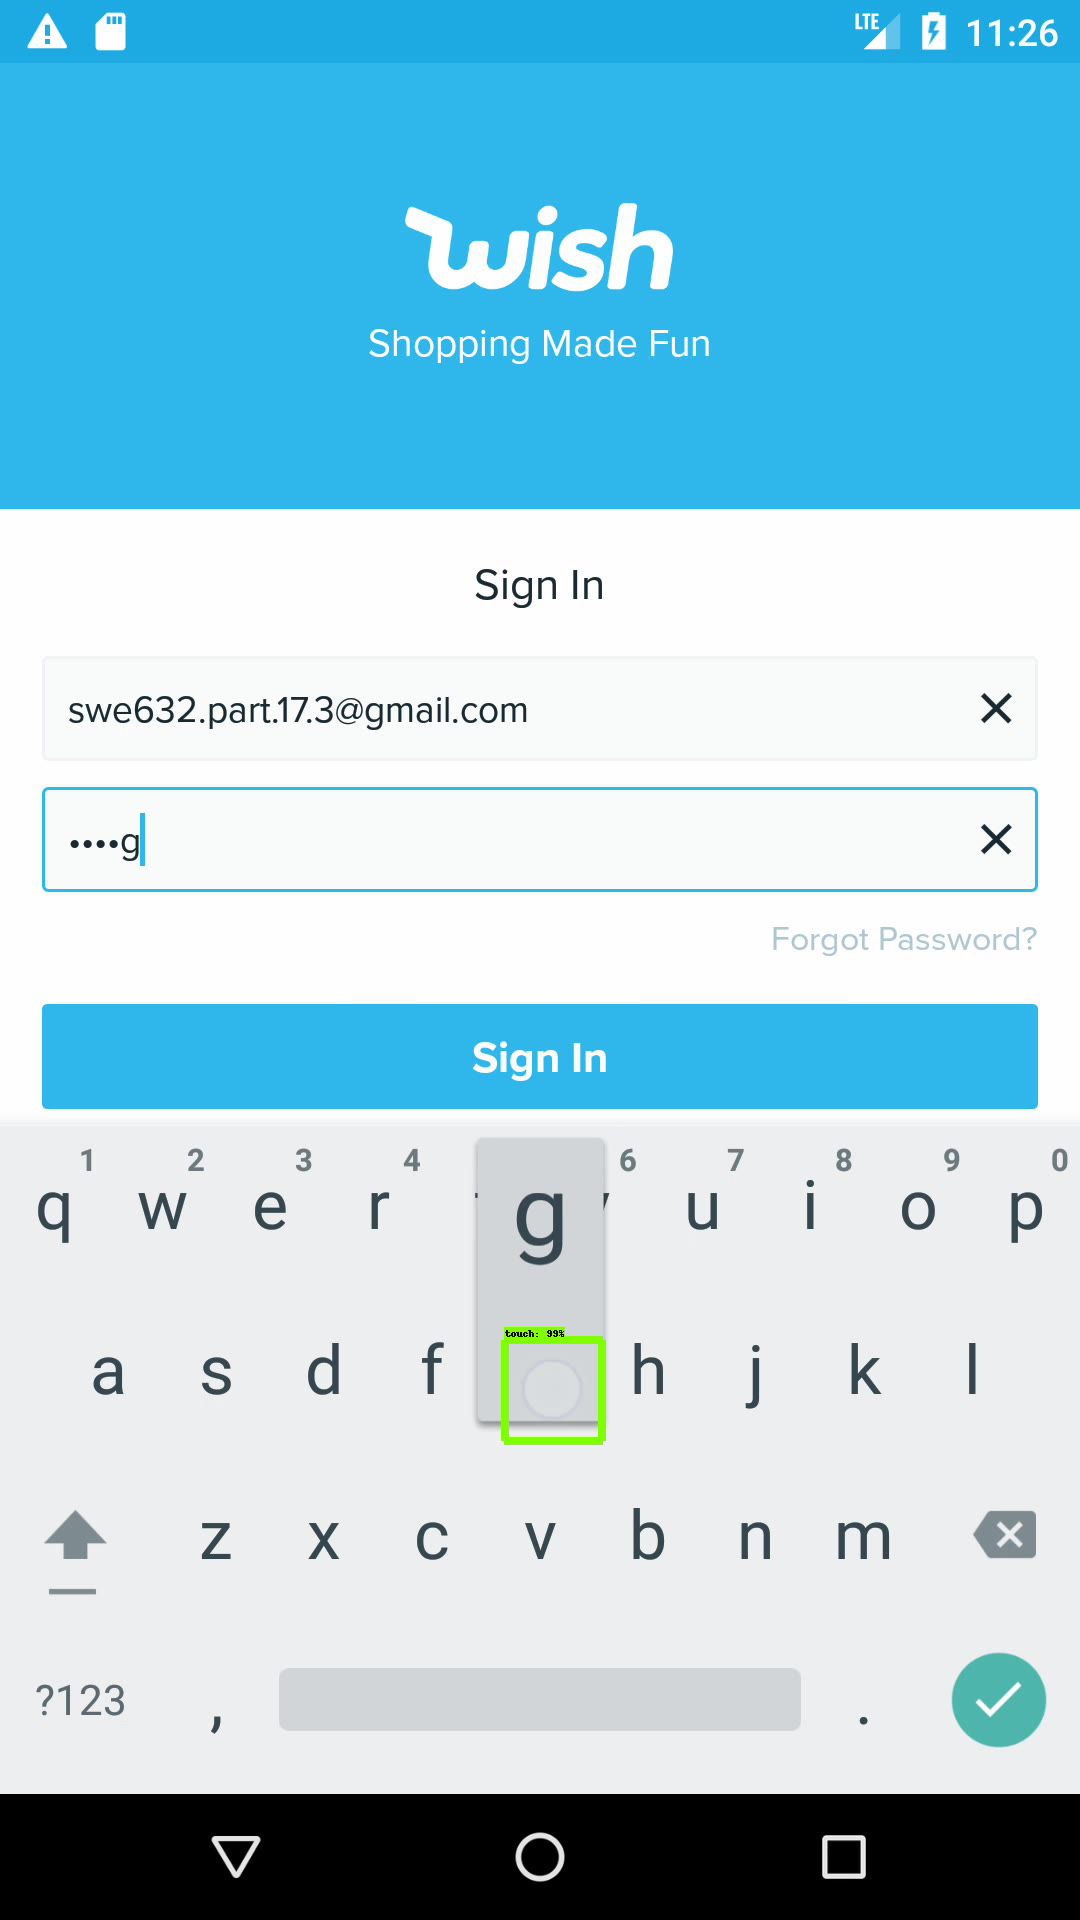 LTE 11:26
wish
Shopping Made Fun
Sign In
swe632.part.17.3@gmail.com
••••g
Forgot Password?
Sign In
1 2 3 4 6 7 8 9 0
q w e r g u i o p
touch: 99%
a s d f h j k l
z x c v b n m
?123 , .